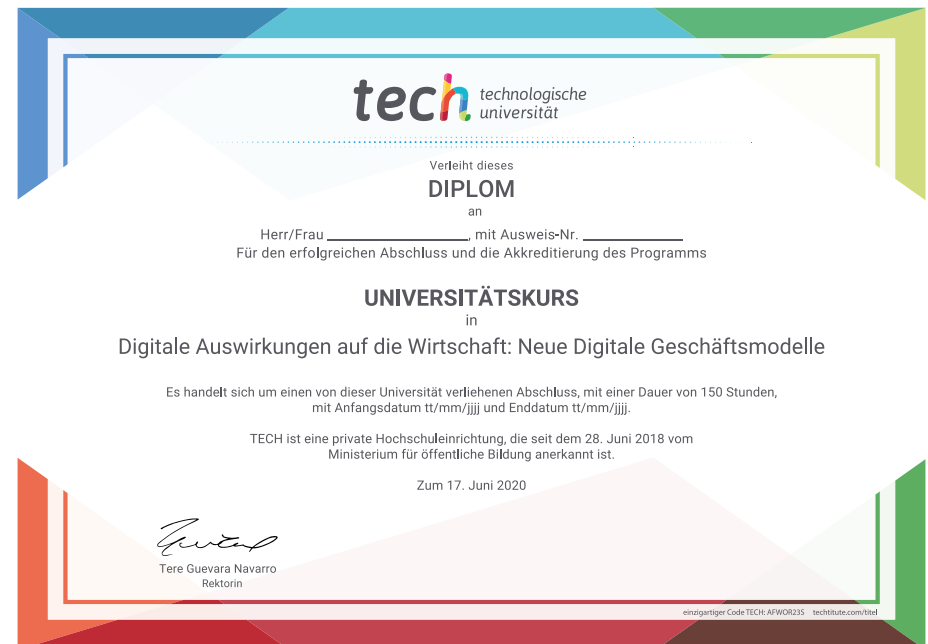 tech technologische
universität
Verleiht dieses
DIPLOM
an
Herr/Frau ____________________, mit Ausweis-Nr. ______________
Für den erfolgreichen Abschluss und die Akkreditierung des Programms
UNIVERSITÄTSKURS
in
Digitale Auswirkungen auf die Wirtschaft: Neue Digitale Geschäftsmodelle
Es handelt sich um einen von dieser Universität verliehenen Abschluss, mit einer Dauer von 150 Stunden,
mit Anfangsdatum tt/mm/jjjj und Enddatum tt/mm/jjjj.
TECH ist eine private Hochschuleinrichtung, die seit dem 28. Juni 2018 vom
Ministerium für öffentliche Bildung anerkannt ist.
Zum 17. Juni 2020
Tere Guevara Navarro
Rektorin
einzigartiger Code TECH: AFWOR23S techtitute.com/titel